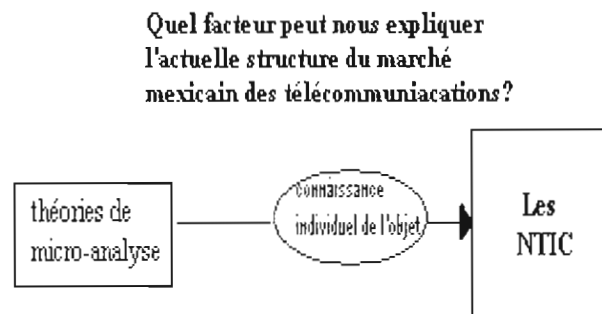 Quel facteur peut nous expliquer
l'actuelle structure du marché
mexicain des télécommuniacations?
théories de
micro-analyse
connaissance
individuel de l'objet
Les
NTIC